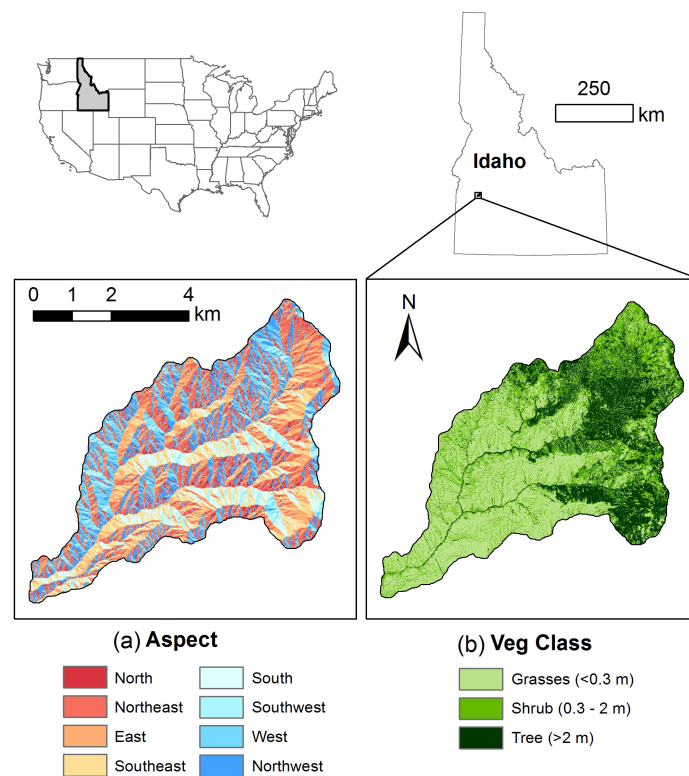 250
km
Idaho
0 1 2 4
km
N
(a) Aspect
(b) Veg Class
North
Northeast
East
Southeast
South
Southwest
West
Northwest
Grasses (<0.3 m)
Shrub (0.3 - 2 m)
Tree (>2 m)